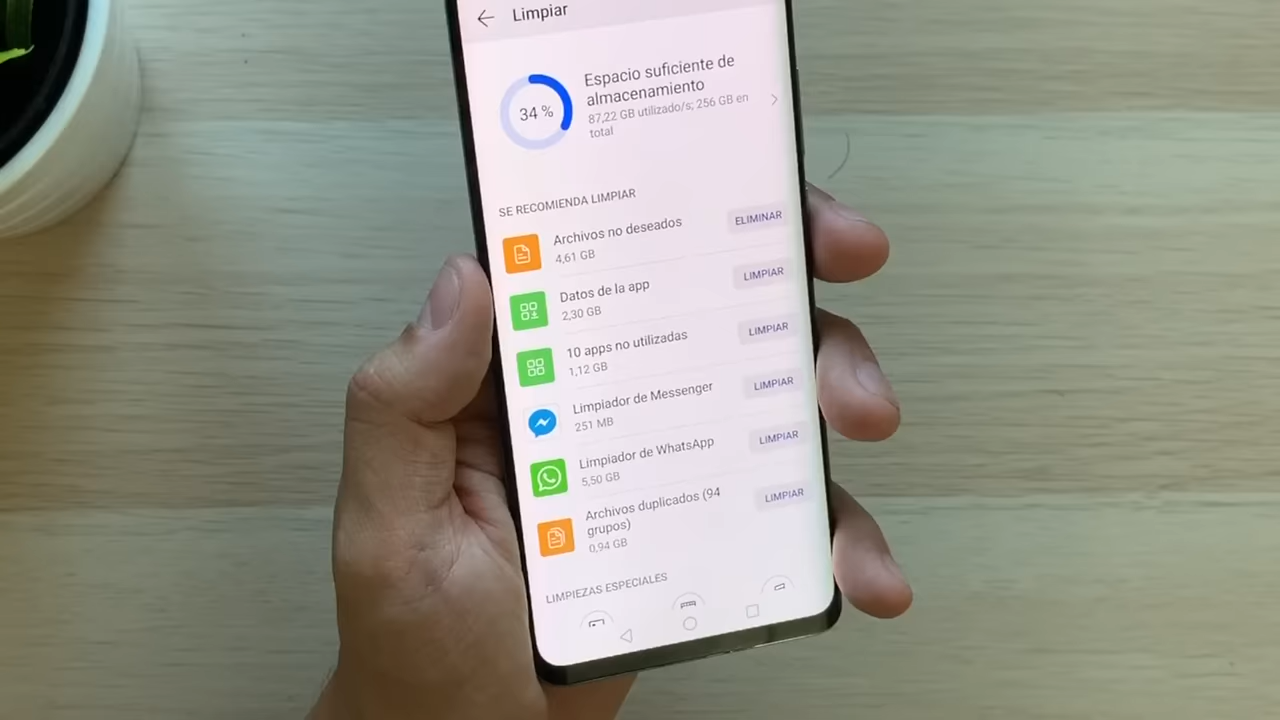 Limpiar
34 %
Espacio suficiente de
almacenamiento
87,22 GB utilizado/s; 256 GB en
total
SE RECOMIENDA LIMPIAR
Archivos no deseados
4,61 GB
ELIMINAR
Datos de la app
2,30 GB
LIMPIAR
10 apps no utilizadas
1,12 GB
LIMPIAR
Limpiador de Messenger
251 MB
LIMPIAR
Limpiador de WhatsApp
5,50 GB
LIMPIAR
Archivos duplicados (94
grupos)
0,94 GB
LIMPIAR
LIMPIEZAS ESPECIALES